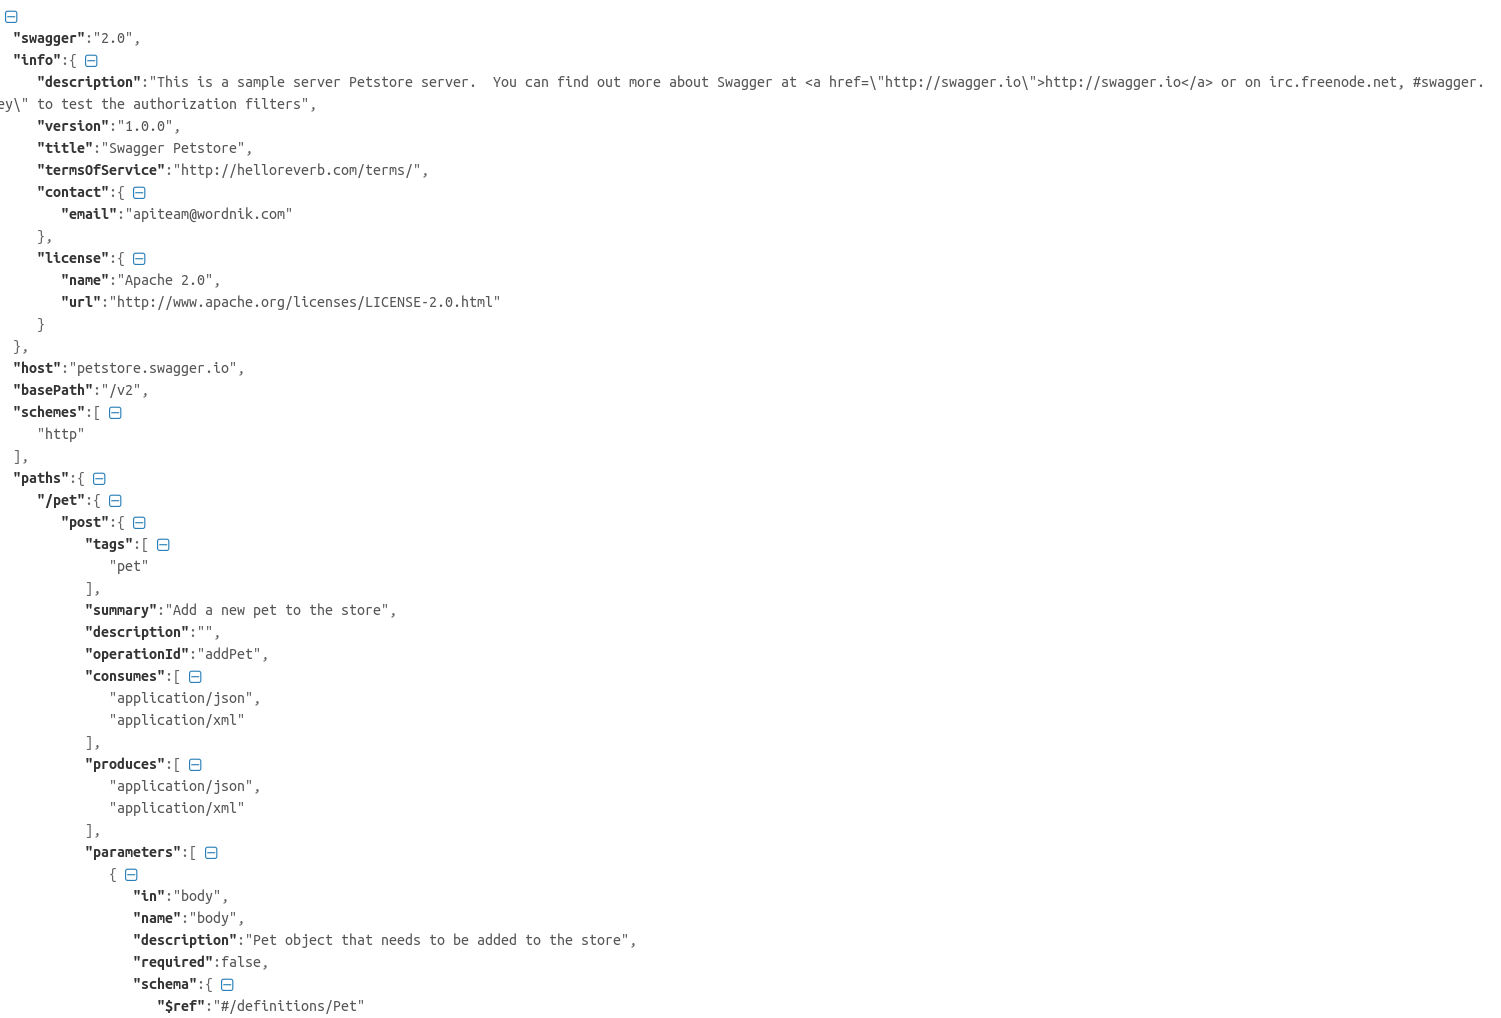 "swagger":"2.0",
"info":{
"description":"This is a sample server Petstore server.  You can find out more about Swagger at <a href=\"http://swagger.io\">http://swagger.io</a> or on irc.freenode.net, #swagger.
ey\" to test the authorization filters",
"version":"1.0.0",
"title":"Swagger Petstore",
"termsOfService":"http://helloreverb.com/terms/",
"contact":{
"email":"apiteam@wordnik.com"
},
"license":{
"name":"Apache 2.0",
"url":"http://www.apache.org/licenses/LICENSE-2.0.html"
}
},
"host":"petstore.swagger.io",
"basePath":"/v2",
"schemes":[
"http"
],
"paths":{
"/pet":{
"post":{
"tags":[
"pet"
],
"summary":"Add a new pet to the store",
"description":"",
"operationId":"addPet",
"consumes":[
"application/json",
"application/xml"
],
"produces":[
"application/json",
"application/xml"
],
"parameters":[
{
"in":"body",
"name":"body",
"description":"Pet object that needs to be added to the store",
"required":false,
"schema":{
"$ref":"#/definitions/Pet"